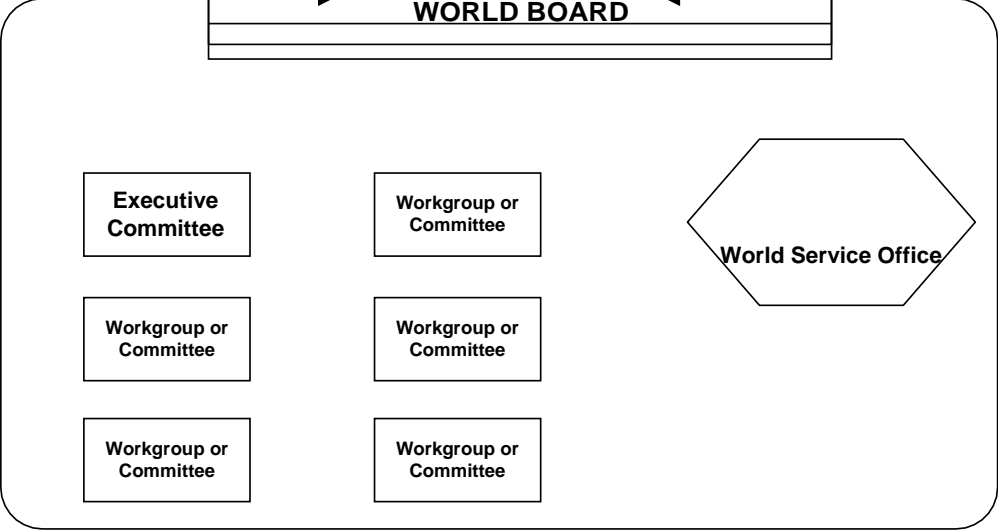 WORLD BOARD
Executive
Committee
Workgroup or
Committee
World Service Office
Workgroup or
Committee
Workgroup or
Committee
Workgroup or
Committee
Workgroup or
Committee